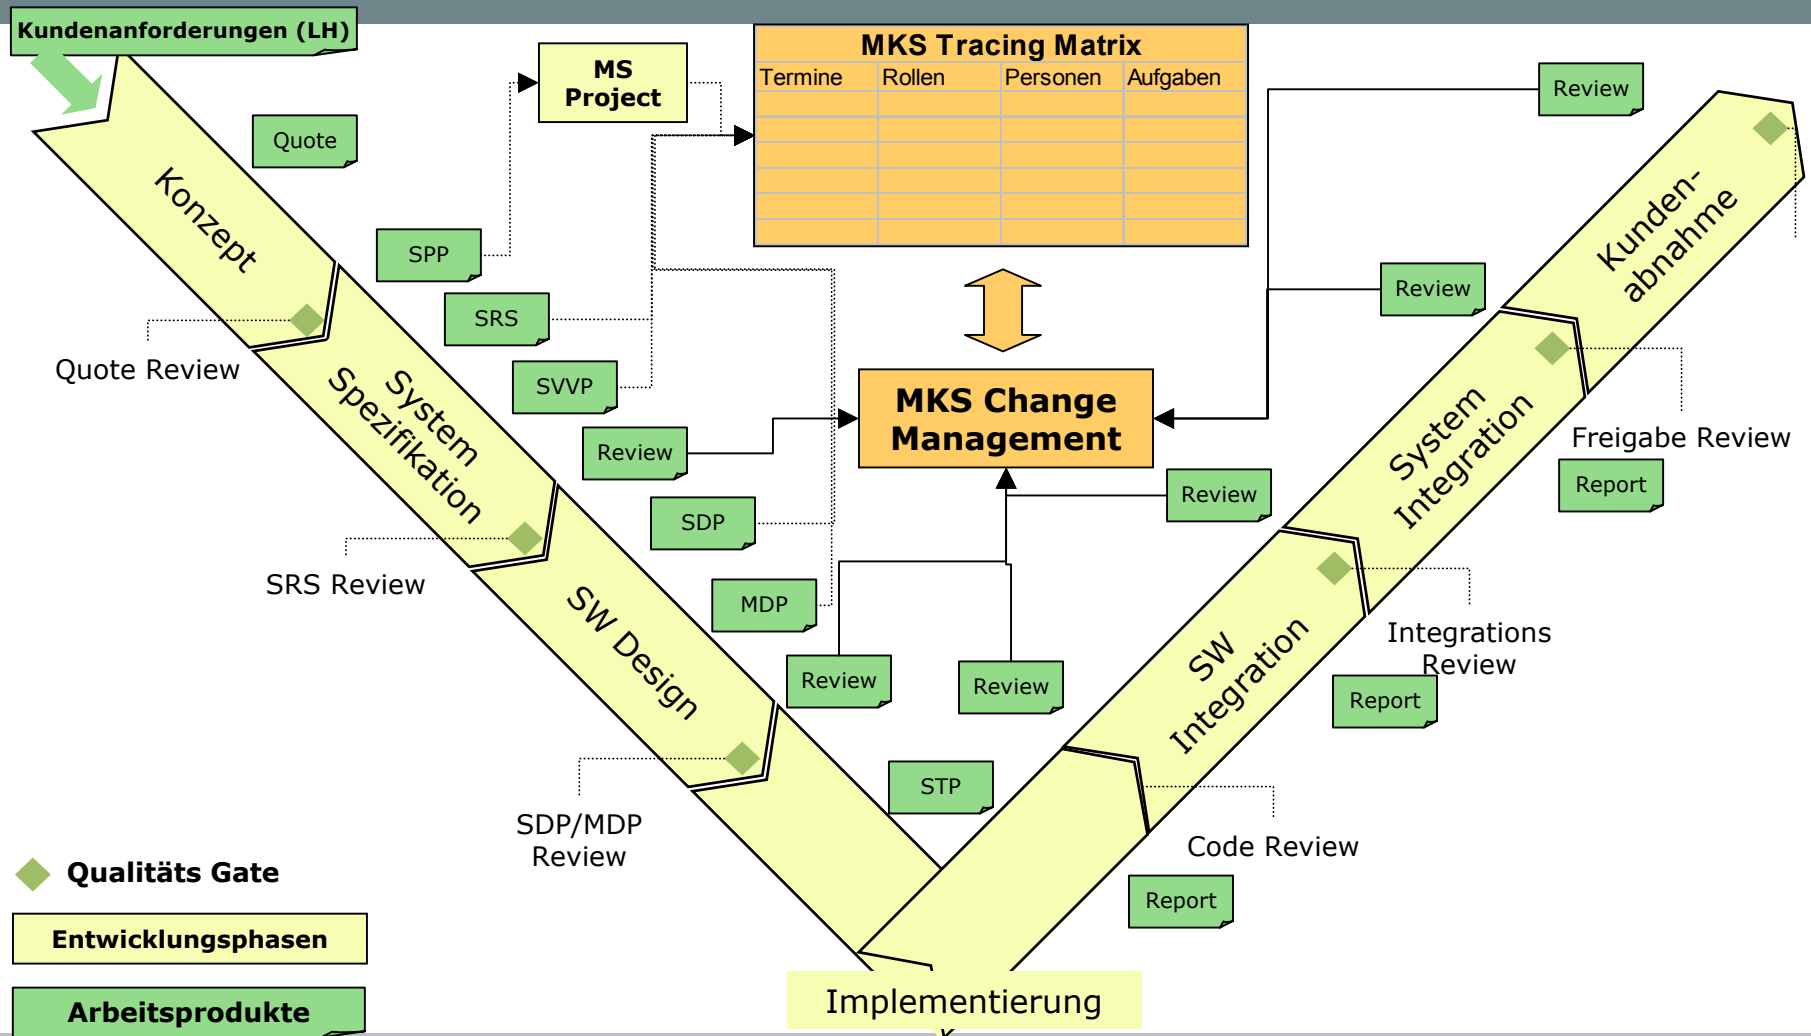 Kundenanforderungen (LH)
MS
Project
MKS Tracing Matrix
Termine Rollen Personen Aufgaben
Review
Quote
Konzept
SPP
Review
Kunden-
abnahme
SRS
Quote Review
SVVP
System
Spezifikation
MKS Change
Management
System
Integration
Freigabe Review
Review
Review
Report
SDP
SRS Review
MDP
SW Design
Review
Review
SW
Integration
Integrations
Review
Report
STP
SDP/MDP
Review
Code Review
Report
Qualitäts Gate
Entwicklungsphasen
Arbeitsprodukte
Implementierung